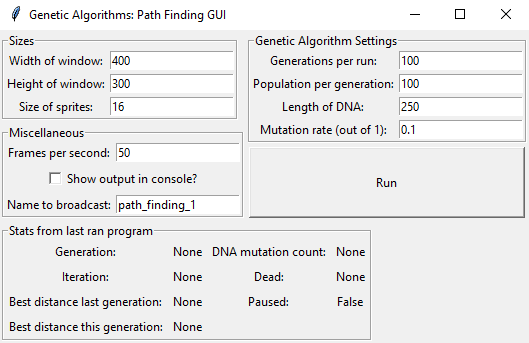 Genetic Algorithms: Path Finding GUI
Sizes
Width of window: 400
Height of window: 300
Size of sprites: 16
Genetic Algorithm Settings
Generations per run: 100
Population per generation: 100
Length of DNA: 250
Mutation rate (out of 1): 0.1
Miscellaneous
Frames per second: 50
Show output in console?
Name to broadcast: path_finding_1
Run
Stats from last ran program
Generation: None DNA mutation count: None
Iteration: None Dead: None
Best distance last generation: None Paused: False
Best distance this generation: None